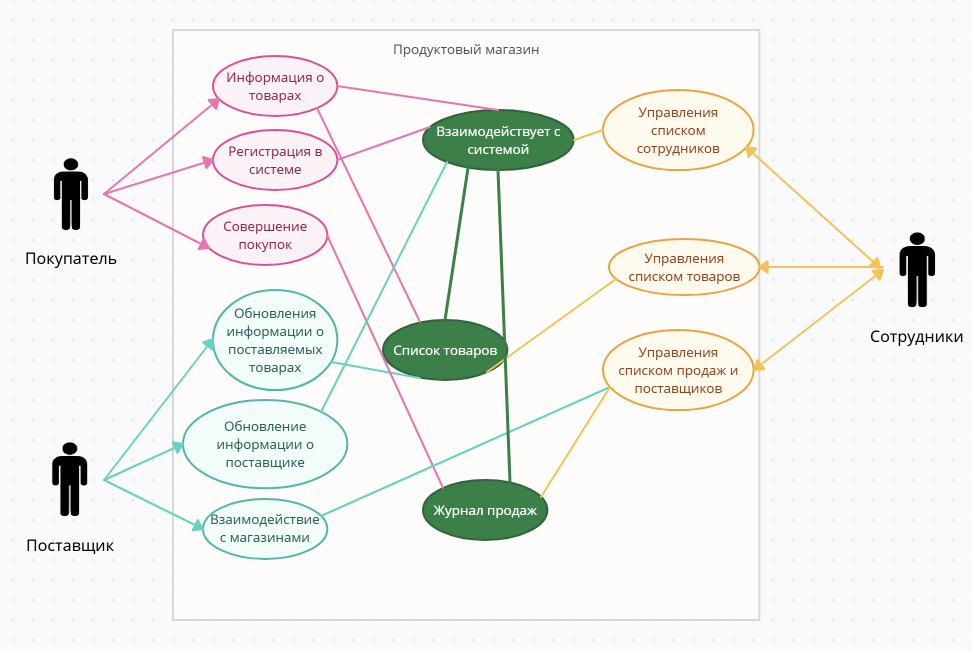 Продуктовый магазин
Информация о
товарах
Регистрация в
системе
Совершение
покупок
Покупатель
Обновления
информации о
поставляемых
товарах
Обновление
информации о
поставщике
Взаимодействие
с магазинами
Поставщик
Взаимодействует с
системой
Список товаров
Журнал продаж
Управления
списком
сотрудников
Управления
списком товаров
Управления
списком продаж и
поставщиков
Сотрудники